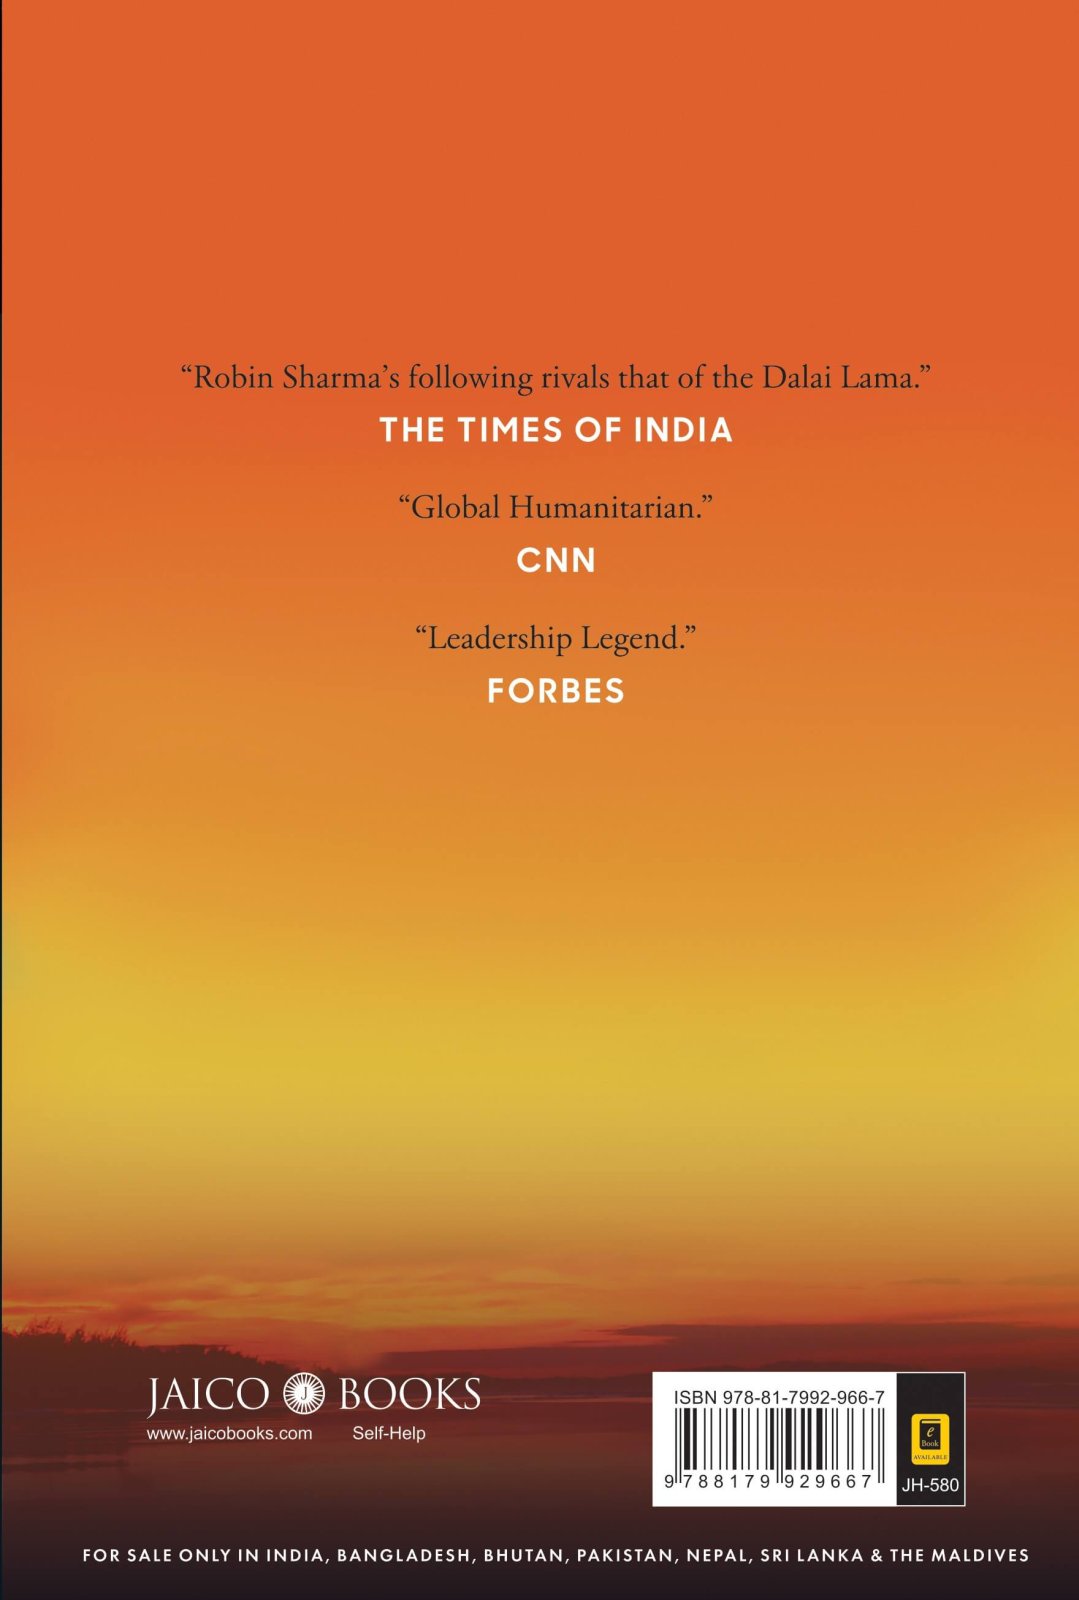 “Robin Sharma’s following rivals that of the Dalai Lama.”
THE TIMES OF INDIA
“Global Humanitarian.”
CNN
“Leadership Legend.”
FORBES
JAICO J BOOKS
www.jaicobooks.com Self-Help
ISBN 978-81-7992-966-7
9 788179 929667
e
Book
AVAILABLE
JH-580
FOR SALE ONLY IN INDIA, BANGLADESH, BHUTAN, PAKISTAN, NEPAL, SRI LANKA & THE MALDIVES